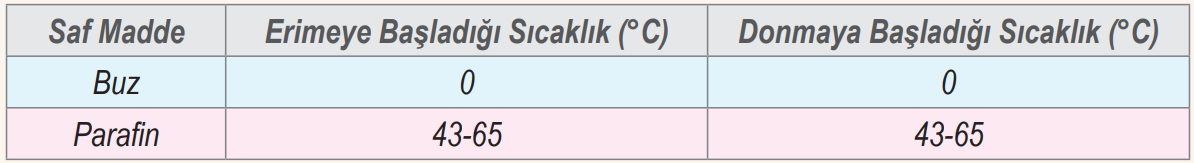 Saf Madde Erimeye Başladığı Sıcaklık (°C) Donmaya Başladığı Sıcaklık (°C)
Buz 0 0
Parafin 43-65 43-65